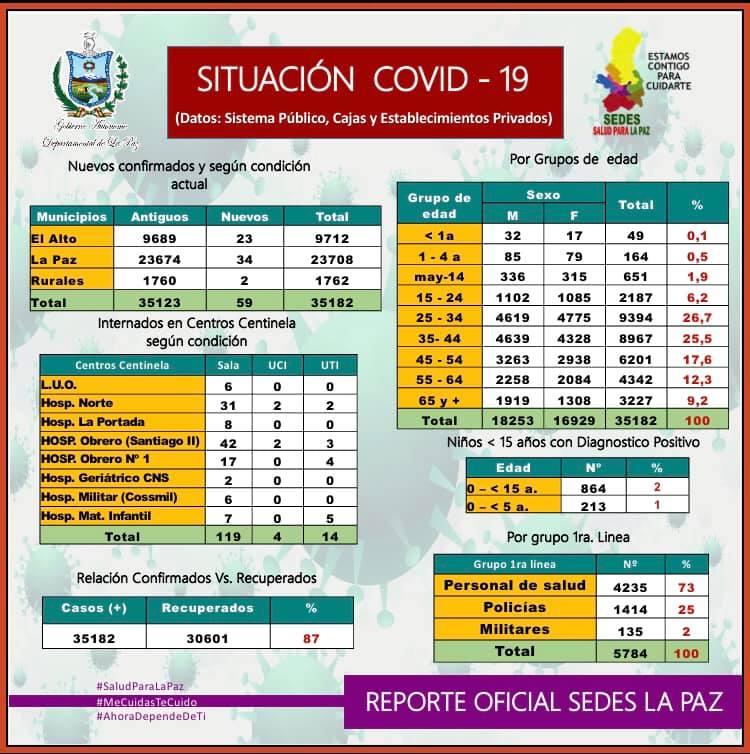 Gobierno Autónomo
Departamental de La Paz
SITUACIÓN COVID - 19
(Datos: Sistema Público, Cajas y Establecimientos Privados)
ESTAMOS
CONTIGO
PARA
CUIDARTE
SEDES
SALUD PARA LA PAZ
Nuevos confirmados y según condición
actual
Municipios Antiguos Nuevos Total
El Alto 9689 23 9712
La Paz 23674 34 23708
Rurales 1760 2 1762
Total 35123 59 35182
Internados en Centros Centinela
según condición
Centros Centinela Sala UCI UTI
L.U.O. 6 0 0
Hosp. Norte 31 2 2
Hosp. La Portada 8 0 0
HOSP. Obrero (Santiago II) 42 2 3
HOSP. Obrero Nº 1 17 0 4
Hosp. Geriátrico CNS 2 0 0
Hosp. Militar (Cossmil) 6 0 0
Hosp. Mat. Infantil 7 0 5
Total 119 4 14
Relación Confirmados Vs. Recuperados
Casos (+) Recuperados %
35182 30601 87
Por Grupos de edad
Grupo de edad Sexo Total %
M F
< 1a 32 17 49 0,1
1 - 4 a 85 79 164 0,5
may-14 336 315 651 1,9
15 - 24 1102 1085 2187 6,2
25 - 34 4619 4775 9394 26,7
35- 44 4639 4328 8967 25,5
45 - 54 3263 2938 6201 17,6
55 - 64 2258 2084 4342 12,3
65 y + 1919 1308 3227 9,2
Total 18253 16929 35182 100
Niños < 15 años con Diagnostico Positivo
Edad Nº %
0 – < 15 a. 864 2
0 – < 5 a. 213 1
Por grupo 1ra. Linea
Grupo 1ra línea Nº %
Personal de salud 4235 73
Policías 1414 25
Militares 135 2
Total 5784 100
#SaludParaLaPaz
#MeCuidasTeCuido
#AhoraDependeDeTi
REPORTE OFICIAL SEDES LA PAZ